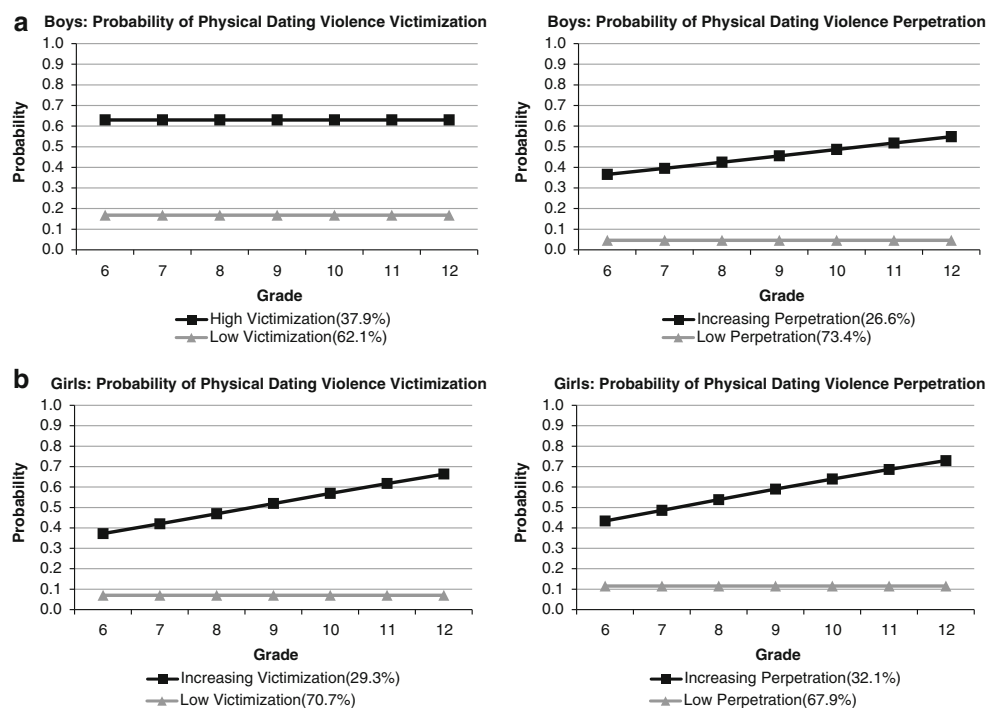 a
Boys: Probability of Physical Dating Violence Victimization
1.0
0.9
0.8
0.7
0.6
0.5
0.4
0.3
0.2
0.1
0.0
Probability
6 7 8 9 10 11 12
Grade
High Victimization(37.9%)
Low Victimization(62.1%)
Boys: Probability of Physical Dating Violence Perpetration
1.0
0.9
0.8
0.7
0.6
0.5
0.4
0.3
0.2
0.1
0.0
Probability
6 7 8 9 10 11 12
Grade
Increasing Perpetration(26.6%)
Low Perpetration(73.4%)
b
Girls: Probability of Physical Dating Violence Victimization
1.0
0.9
0.8
0.7
0.6
0.5
0.4
0.3
0.2
0.1
0.0
Probability
6 7 8 9 10 11 12
Grade
Increasing Victimization(29.3%)
Low Victimization(70.7%)
Girls: Probability of Physical Dating Violence Perpetration
1.0
0.9
0.8
0.7
0.6
0.5
0.4
0.3
0.2
0.1
0.0
Probability
6 7 8 9 10 11 12
Grade
Increasing Perpetration(32.1%)
Low Perpetration(67.9%)